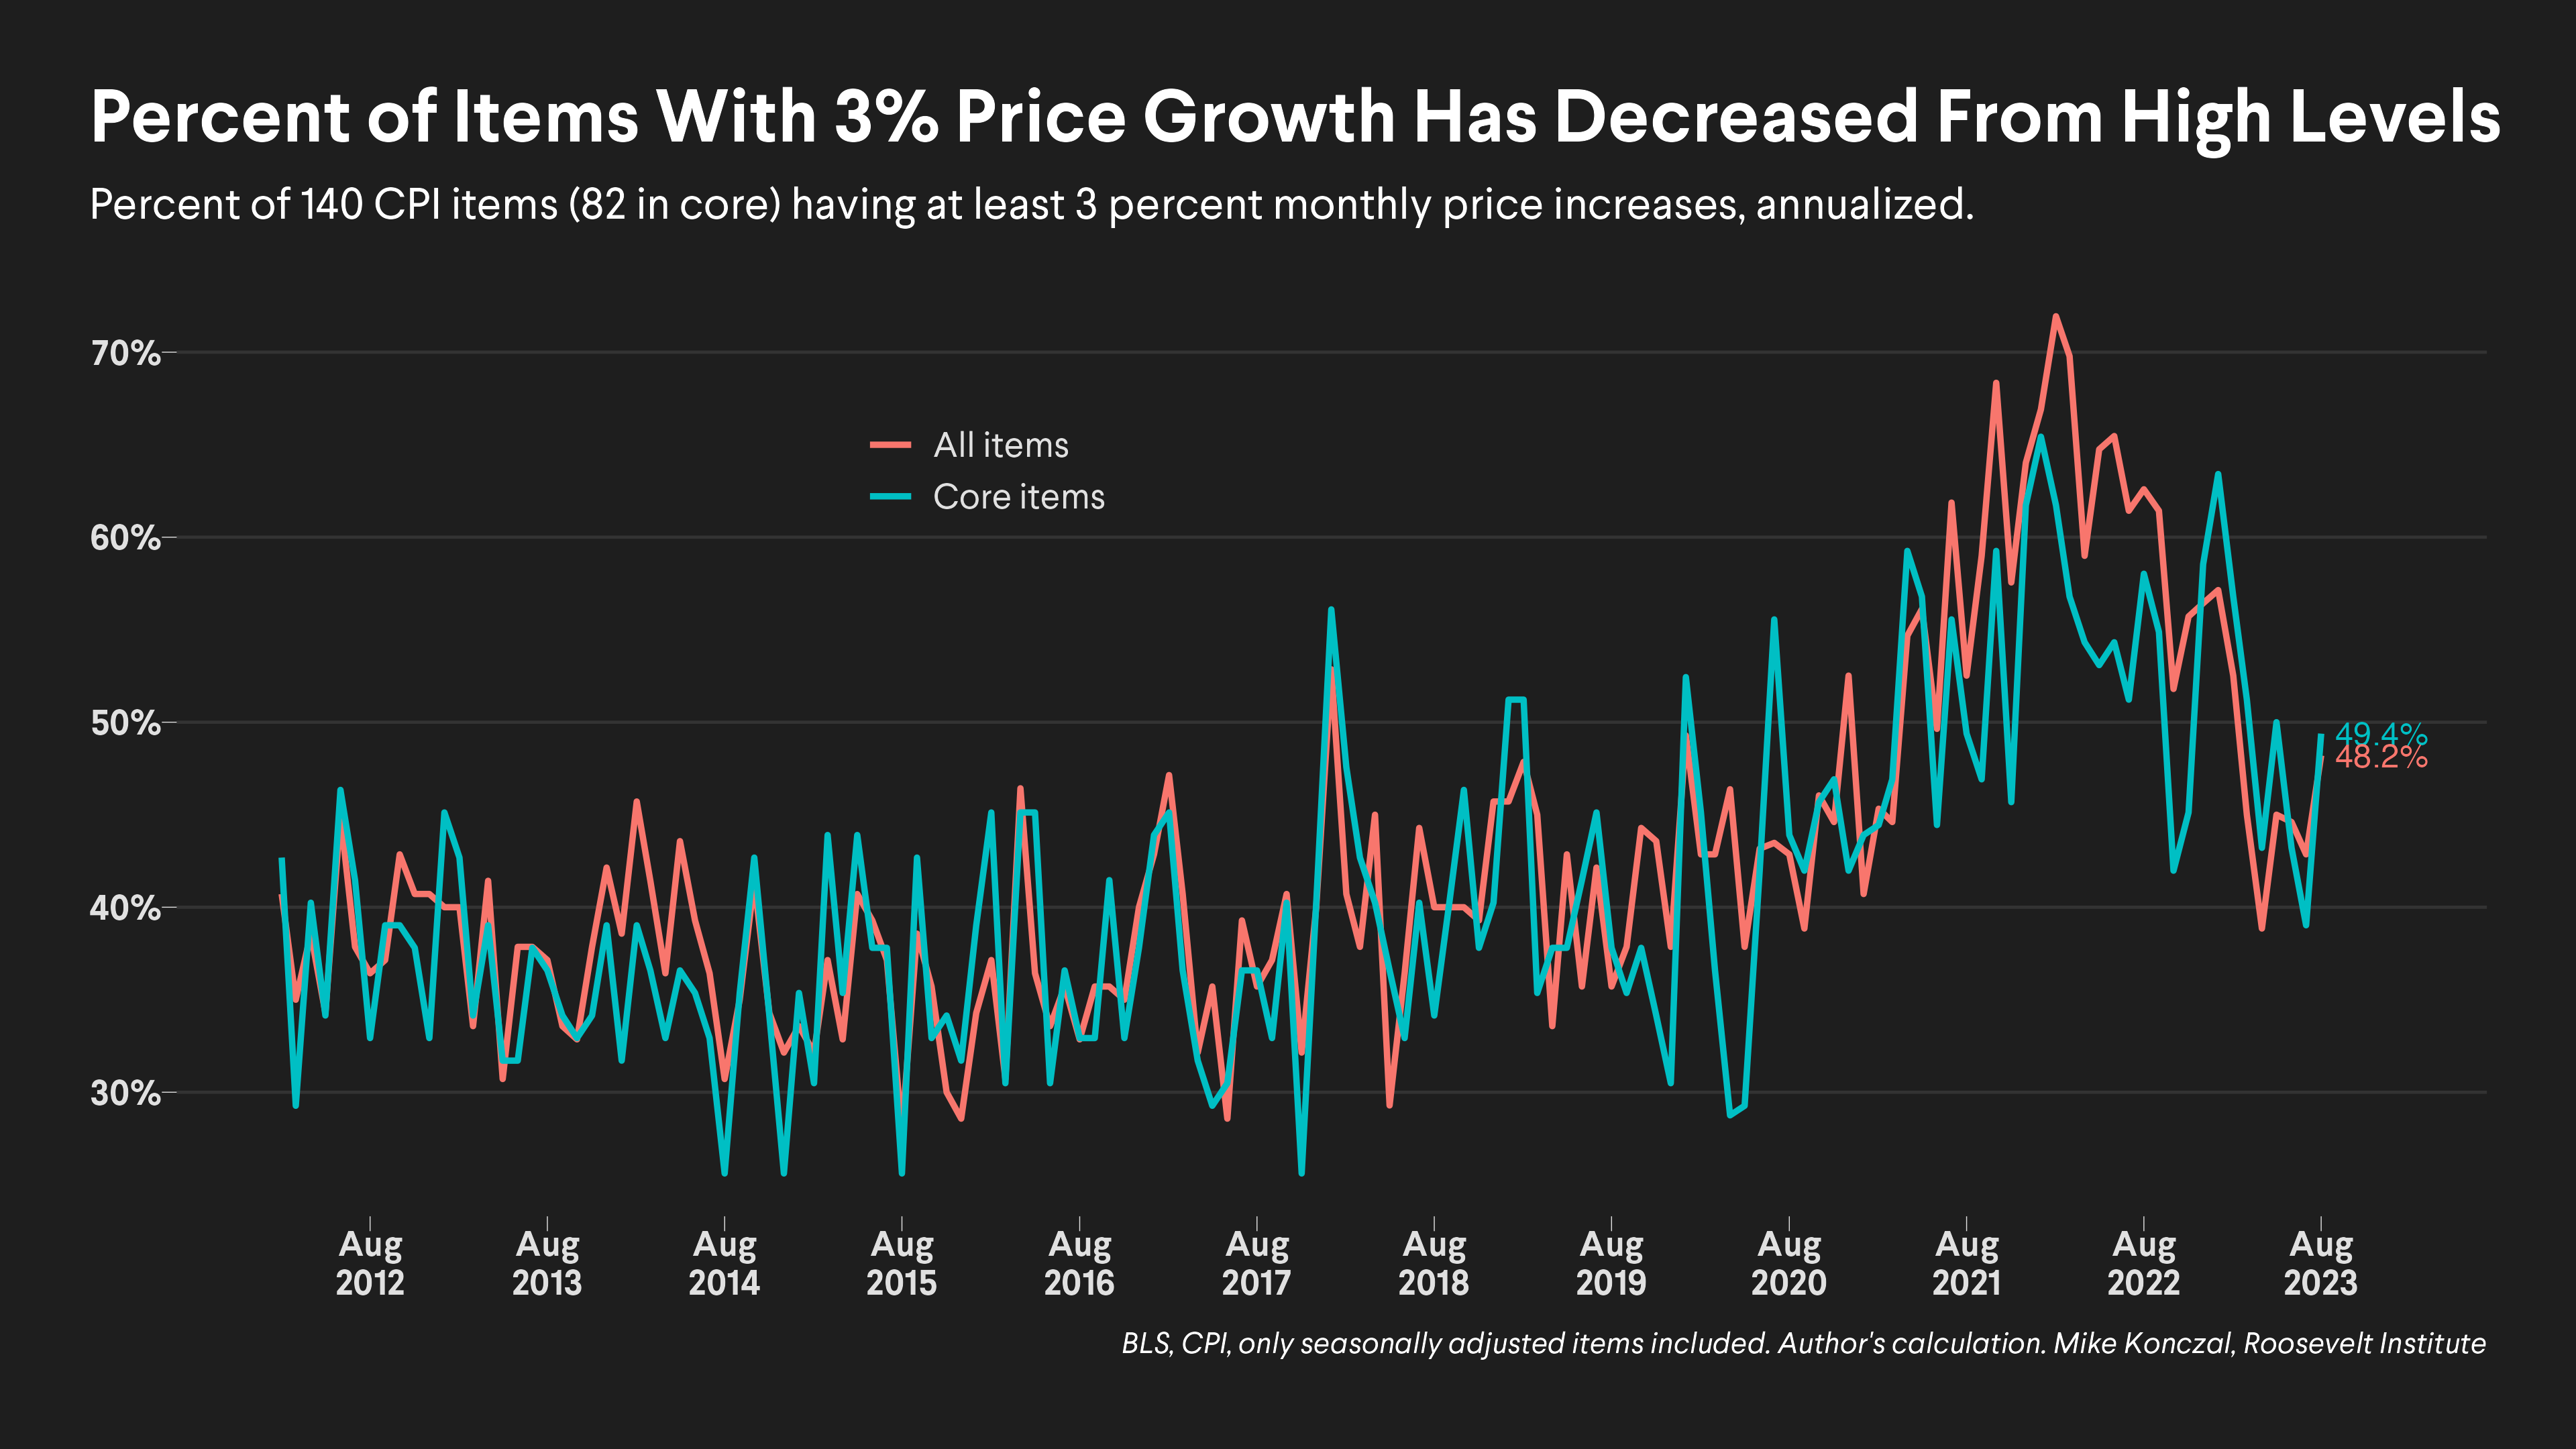 Percent of Items With 3% Price Growth Has Decreased From High Levels
Percent of 140 CPI items (82 in core) having at least 3 percent monthly price increases, annualized.
70%
60%
50%
40%
30%
All items
Core items
49.4%
48.2%
Aug 2012
Aug 2013
Aug 2014
Aug 2015
Aug 2016
Aug 2017
Aug 2018
Aug 2019
Aug 2020
Aug 2021
Aug 2022
Aug 2023
BLS, CPI, only seasonally adjusted items included. Author's calculation. Mike Konczal, Roosevelt Institute